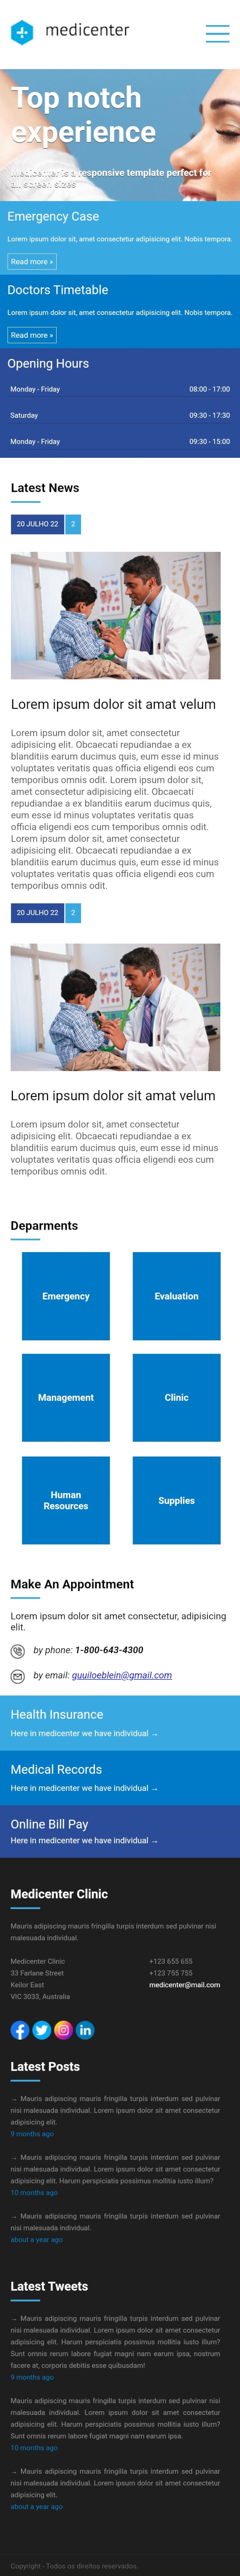 medicenter
Top notch
experience
Medicenter is a responsive template perfect for
all screen sizes
Emergency Case
Lorem ipsum dolor sit, amet consectetur adipisicing elit. Nobis tempora.
Read more »
Doctors Timetable
Lorem ipsum dolor sit, amet consectetur adipisicing elit. Nobis tempora.
Read more »
Opening Hours
Monday - Friday 08:00 - 17:00
Saturday 09:30 - 17:30
Monday - Friday 09:30 - 15:00
Latest News
20 JULHO 22 2
Lorem ipsum dolor sit amet velum
Lorem ipsum dolor sit, amet consectetur
adipisicing elit. Obcaecati repudiandae a ex
blanditiis earum ducimus quis, eum esse id minus
voluptates veritatis quas officia eligendi eos cum
temporibus omnis odit. Lorem ipsum dolor sit,
amet consectetur adipisicing elit. Obcaecati
repudiandae a ex blanditiis earum ducimus quis,
eum esse id minus voluptates veritatis quas
officia eligendi eos cum temporibus omnis odit.
Lorem ipsum dolor sit, amet consectetur
adipisicing elit. Obcaecati repudiandae a ex
blanditiis earum ducimus quis, eum esse id minus
voluptates veritatis quas officia eligendi eos cum
temporibus omnis odit.
20 JULHO 22 2
Lorem ipsum dolor sit amet velum
Lorem ipsum dolor sit, amet consectetur
adipisicing elit. Obcaecati repudiandae a ex
blanditiis earum ducimus quis, eum esse id minus
voluptates veritatis quas officia eligendi eos cum
temporibus omnis odit.
Deparments
Emergency Evaluation
Management Clinic
Human
Resources
Supplies
Make An Appointment
Lorem ipsum dolor sit amet consectetur, adipisicing
elit.
by phone: 1-800-643-4300
by email: guuiloeblein@gmail.com
Health Insurance
Here in medicenter we have individual →
Medical Records
Here in medicenter we have individual →
Online Bill Pay
Here in medicenter we have individual →
Medicenter Clinic
Mauris adipiscing mauris fringilla turpis interdum sed pulvinar nisi
malesuada individual.
Medicenter Clinic +123 655 655
33 Farlane Street +123 755 755
Keilor East medicenter@mail.com
VIC 3033, Australia
Latest Posts
→ Mauris adipiscing mauris fringilla turpis interdum sed pulvinar
nisi malesuada individual. Lorem ipsum dolor sit amet consectetur
adipisicing elit.
9 months ago
→ Mauris adipiscing mauris fringilla turpis interdum sed pulvinar
nisi malesuada individual. Lorem ipsum dolor sit amet consectetur
adipisicing elit. Harum perspiciatis possimus mollitia iusto illum?
10 months ago
→ Mauris adipiscing mauris fringilla turpis interdum sed pulvinar
nisi malesuada individual.
about a year ago
Latest Tweets
→ Mauris adipiscing mauris fringilla turpis interdum sed pulvinar
nisi malesuada individual. Lorem ipsum dolor sit amet consectetur
adipisicing elit. Harum perspiciatis possimus mollitia iusto illum?
Sunt omnis rerum labore fugiat magni nam earum ipsa, nostrum
facere at, corporis debitis esse quibusdam!
9 months ago
Mauris adipiscing mauris fringilla turpis interdum sed pulvinar nisi
malesuada individual. Lorem ipsum dolor sit amet consectetur
adipisicing elit. Harum perspiciatis possimus mollitia iusto illum?
Sunt omnis rerum labore fugiat magni nam earum ipsa.
10 months ago
→ Mauris adipiscing mauris fringilla turpis interdum sed pulvinar
nisi malesuada individual. Lorem ipsum dolor sit amet consectetur
adipisicing elit.
about a year ago
Copyright - Todos os direitos reservados.